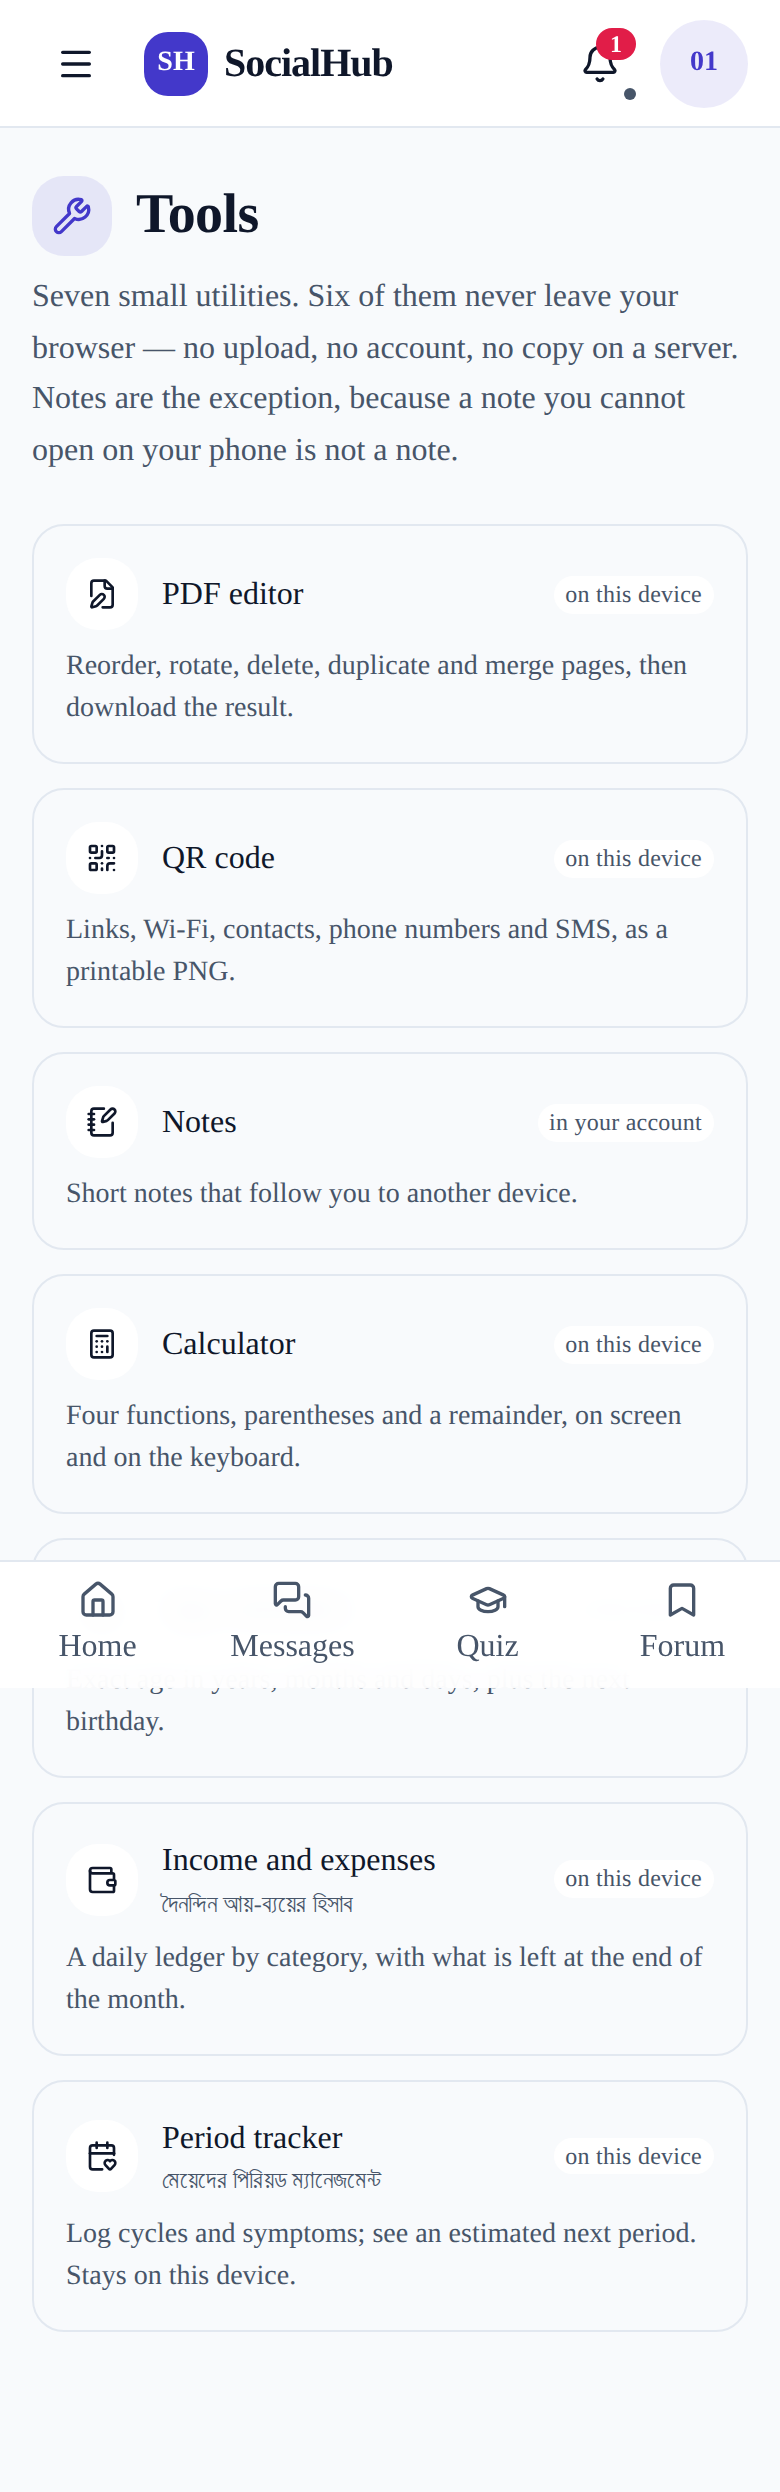 SH SocialHub
1
01
Tools
Seven small utilities. Six of them never leave your
browser — no upload, no account, no copy on a server.
Notes are the exception, because a note you cannot
open on your phone is not a note.
PDF editor
on this device
Reorder, rotate, delete, duplicate and merge pages, then
download the result.
QR code
on this device
Links, Wi-Fi, contacts, phone numbers and SMS, as a
printable PNG.
Notes
in your account
Short notes that follow you to another device.
Calculator
on this device
Four functions, parentheses and a remainder, on screen
and on the keyboard.
Home
Messages
Quiz
Forum
birthday.
Income and expenses
দৈনন্দিন আয়-ব্যয়ের হিসাব
on this device
A daily ledger by category, with what is left at the end of
the month.
Period tracker
মেয়েদের পিরিয়ড ম্যানেজমেন্ট
on this device
Log cycles and symptoms; see an estimated next period.
Stays on this device.